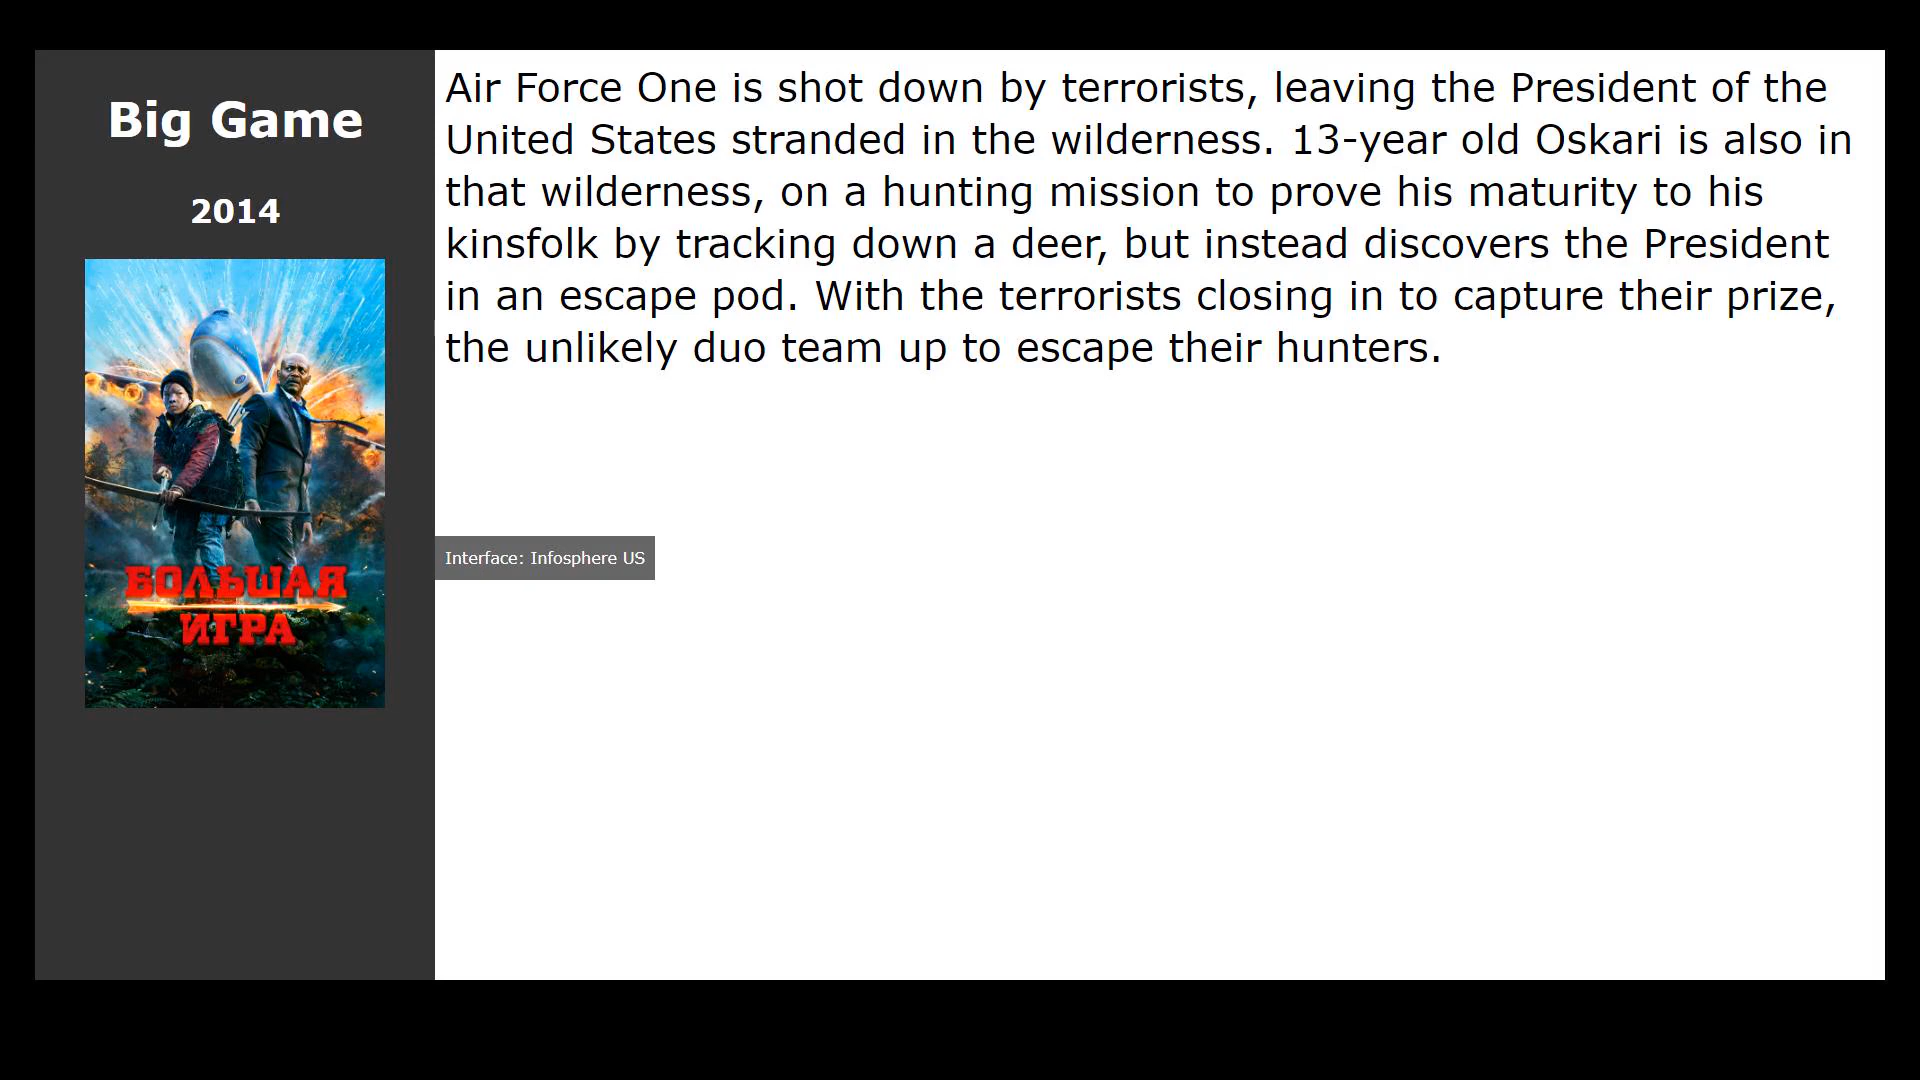 Big Game
2014
БОЛЬШАЯ
ИГРА
Air Force One is shot down by terrorists, leaving the President of the
United States stranded in the wilderness. 13-year old Oskari is also in
that wilderness, on a hunting mission to prove his maturity to his
kinsfolk by tracking down a deer, but instead discovers the President
in an escape pod. With the terrorists closing in to capture their prize,
the unlikely duo team up to escape their hunters.
Interface: Infosphere US